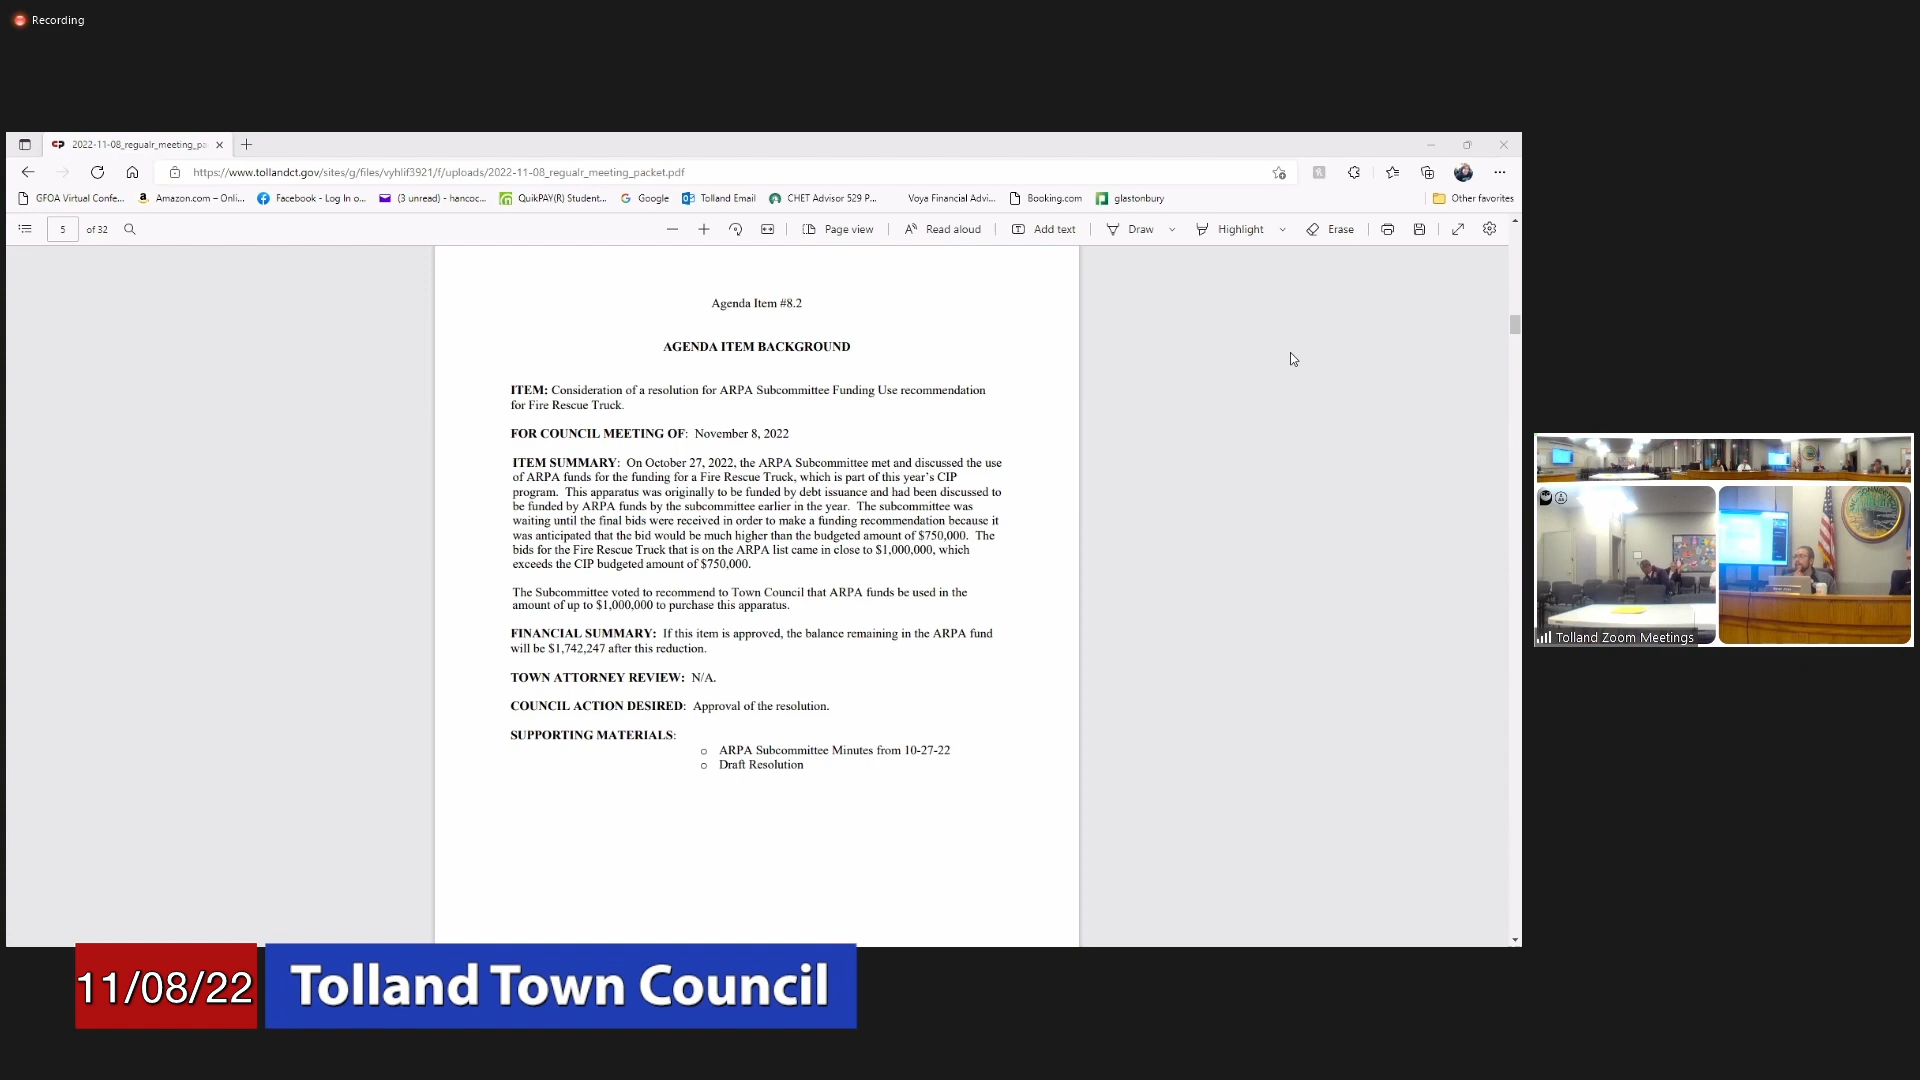 Recording
2022-11-08_regualr_meeting_pa
https://www.tollandct.gov/sites/g/files/vyhlif3921/f/uploads/2022-11-08_regualr_meeting_packet.pdf
GFOA Virtual Confe... Amazon.com – Onli... Facebook - Log In o... (3 unread) - hancoc... QuikPAY(R) Student... Google Tolland Email CHET Advisor 529 P... Voya Financial Advi... Booking.com glastonbury Other favorites
5 of 32 Page view Read aloud Add text Draw Highlight Erase
Agenda Item #8.2
AGENDA ITEM BACKGROUND
ITEM: Consideration of a resolution for ARPA Subcommittee Funding Use recommendation
for Fire Rescue Truck.
FOR COUNCIL MEETING OF: November 8, 2022
ITEM SUMMARY: On October 27, 2022, the ARPA Subcommittee met and discussed the use
of ARPA funds for the funding for a Fire Rescue Truck, which is part of this year's CIP
program. This apparatus was originally to be funded by debt issuance and had been discussed to
be funded by ARPA funds by the subcommittee earlier in the year. The subcommittee was
waiting until the final bids were received in order to make a funding recommendation because it
was anticipated that the bid would be much higher than the budgeted amount of $750,000. The
bids for the Fire Rescue Truck that is on the ARPA list came in close to $1,000,000, which
exceeds the CIP budgeted amount of $750,000.
The Subcommittee voted to recommend to Town Council that ARPA funds be used in the
amount of up to $1,000,000 to purchase this apparatus.
FINANCIAL SUMMARY: If this item is approved, the balance remaining in the ARPA fund
will be $1,742,247 after this reduction.
TOWN ATTORNEY REVIEW: N/A.
COUNCIL ACTION DESIRED: Approval of the resolution.
SUPPORTING MATERIALS:
o ARPA Subcommittee Minutes from 10-27-22
o Draft Resolution
Tolland Zoom Meetings
11/08/22 Tolland Town Council